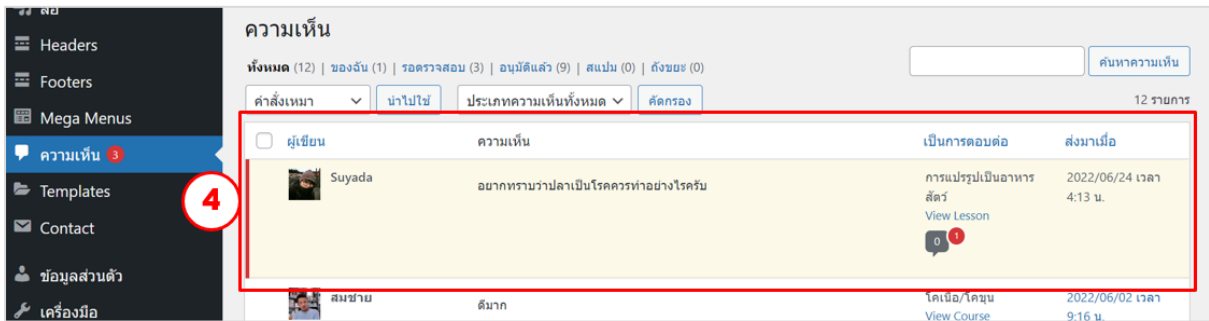 สื่อ
Headers
Footers
Mega Menus
ความเห็น 3
Templates
Contact
ข้อมูลส่วนตัว
เครื่องมือ
ความเห็น
ทั้งหมด (12) | ของฉัน (1) | รอตรวจสอบ (3) | อนุมัติแล้ว (9) | สแปม (0) | ถังขยะ (0)
ค้นหาความเห็น
คำสั่งเหมา นำไปใช้ ประเภทความเห็นทั้งหมด คัดกรอง 12 รายการ
ผู้เขียน ความเห็น เป็นการตอบต่อ ส่งมาเมื่อ
4
Suyada อยากทราบว่าปลาเป็นโรคควรทำอย่างไรครับ การแปรรูปเป็นอาหาร 2022/06/24 เวลา
สัตว์ 4:13 น.
View Lesson
0 1
สมชาย ดีมาก โคเนื้อ/โคขุน 2022/06/02 เวลา
View Course 9:16 น.